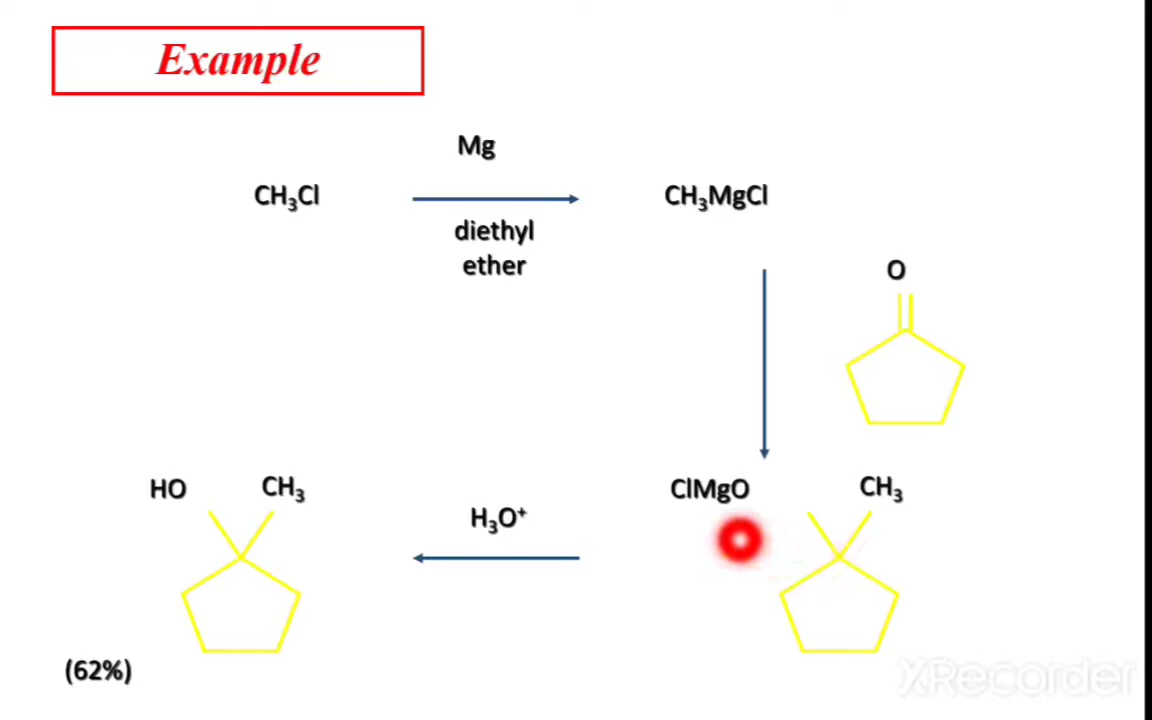 Example
Mg
CH₃Cl
CH₃MgCl
diethyl
ether
O
HO
CH₃
H₃O⁺
ClMgO
CH₃
(62%)
XRecorder